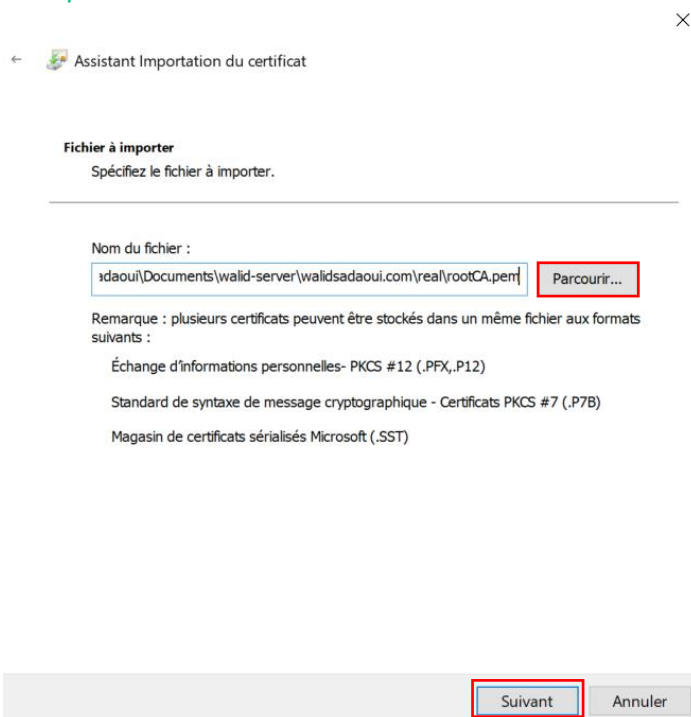 Assistant Importation du certificat
Fichier à importer
Spécifiez le fichier à importer.
Nom du fichier :
adaoui\Documents\walid-server\walidsadaoui.com\real\rootCA.pem
Parcourir...
Remarque : plusieurs certificats peuvent être stockés dans un même fichier aux formats
suivants :
Échange d’informations personnelles- PKCS #12 (.PFX,.P12)
Standard de syntaxe de message cryptographique - Certificats PKCS #7 (.P7B)
Magasin de certificats sérialisés Microsoft (.SST)
Suivant
Annuler